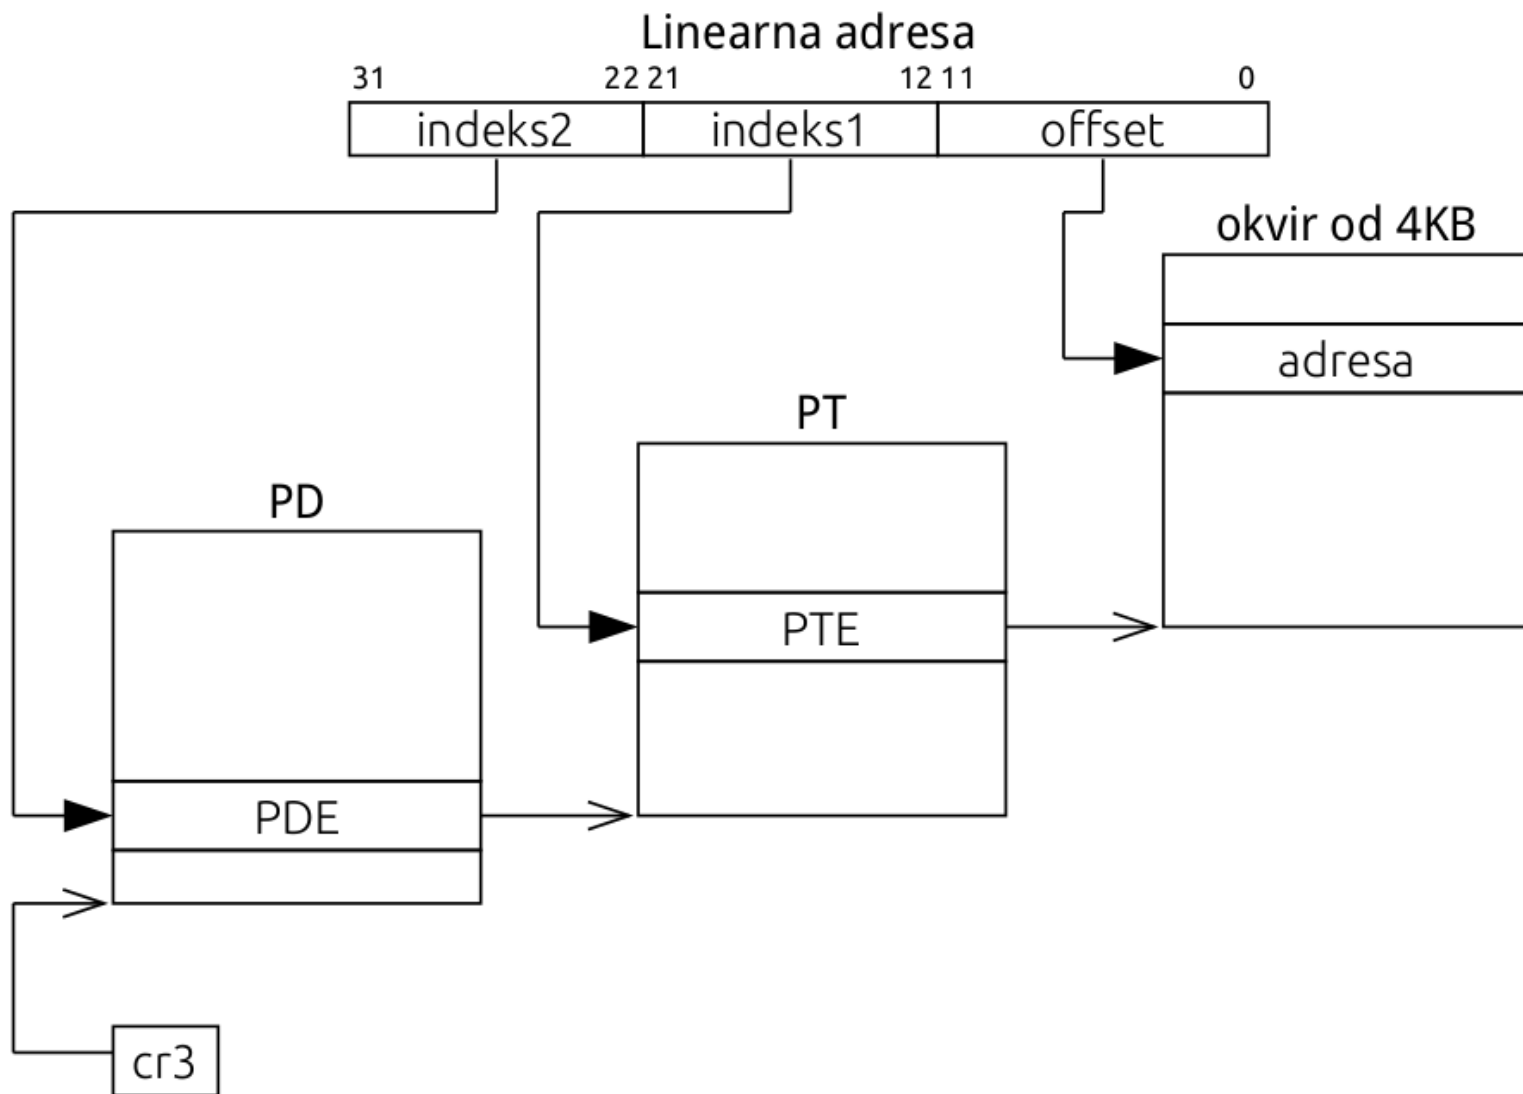 Linearna adresa
31 22 21 12 11 0
indeks2 indeks1 offset
okvir od 4KB
adresa
PT
PD
PTE
PDE
cr3